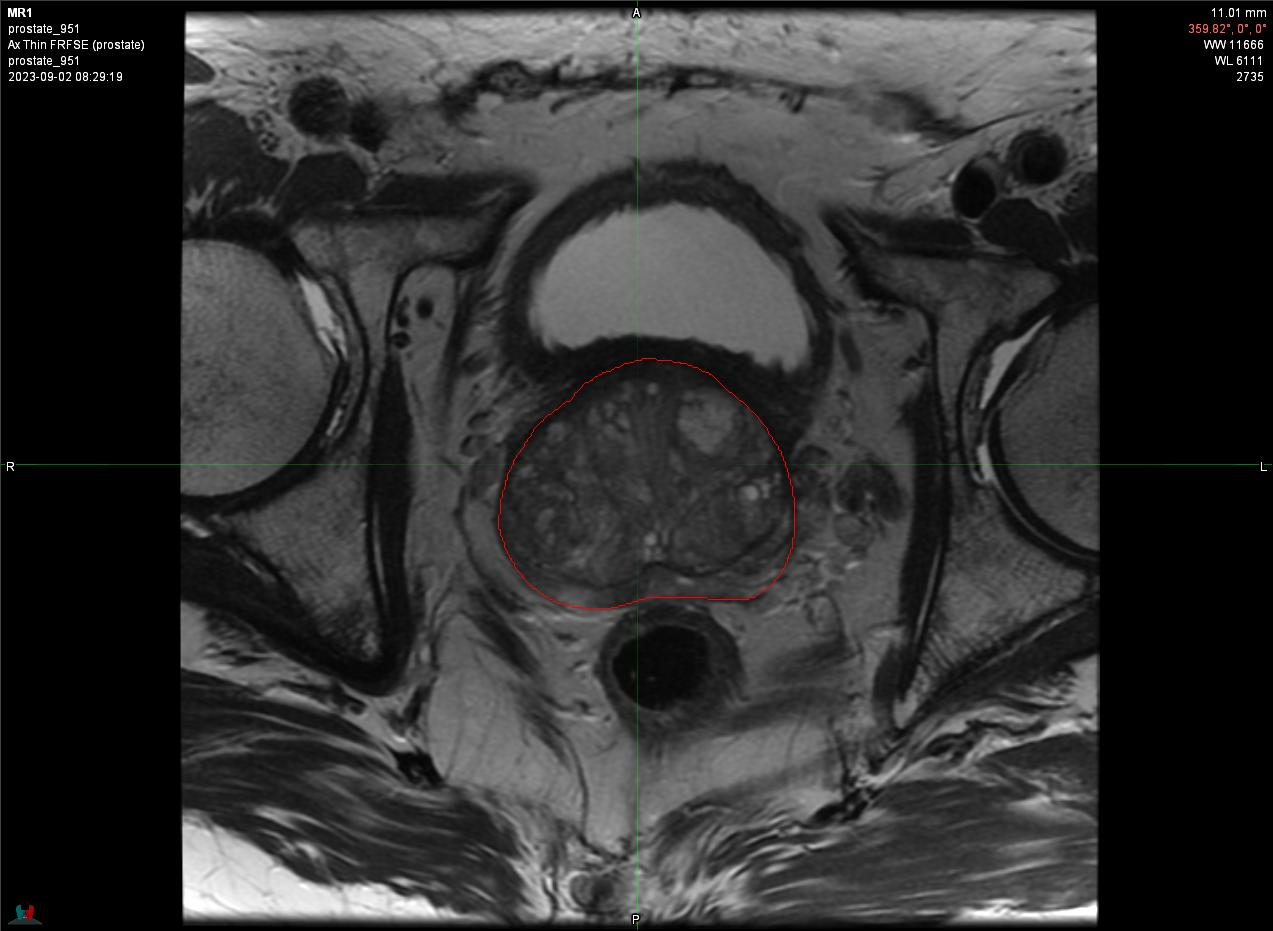 MR1
prostate_951
Ax Thin FRFSE (prostate)
prostate_951
2023-09-02 08:29:19
11.01 mm
359.82°, 0°, 0°
WW 11666
WL 6111
2735
A
R
L
P